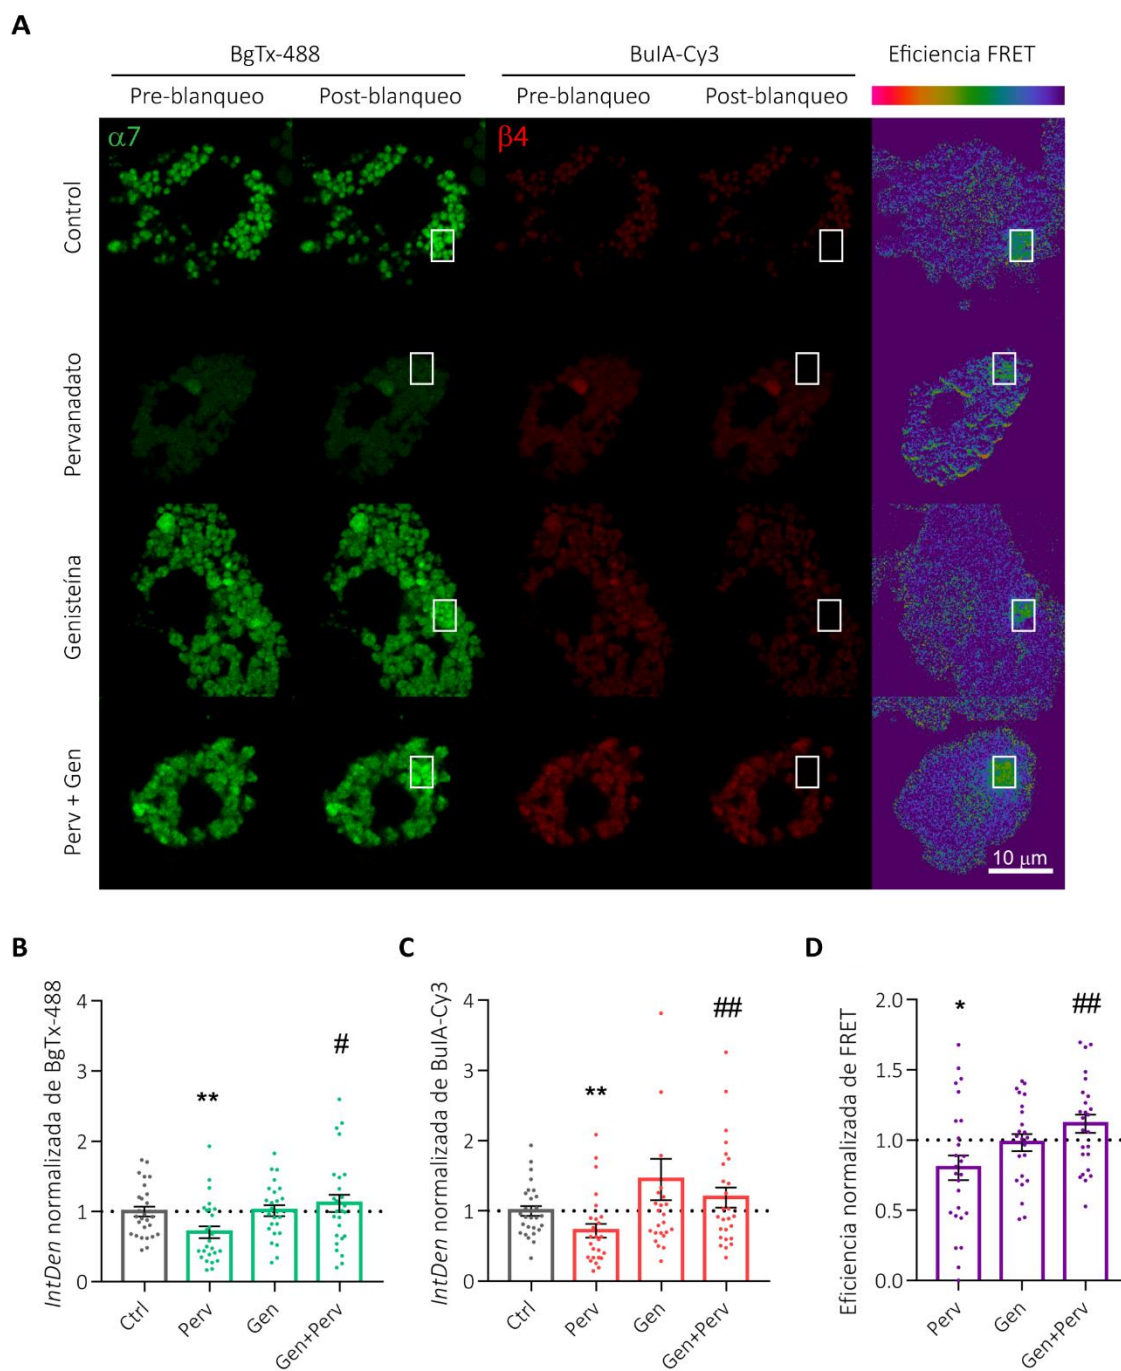 A
BgTx-488
BulA-Cy3
Eficiencia FRET
Pre-blanqueo
Post-blanqueo
Pre-blanqueo
Post-blanqueo
α7
β4
Control
Pervanadato
Genisteína
Perv + Gen
10 μm
B
IntDen normalizada de BgTx-488
4
3
2
1
0
**
#
Ctrl
Perv
Gen
Gen+Perv
C
IntDen normalizada de BulA-Cy3
4
3
2
1
0
**
##
Ctrl
Perv
Gen
Gen+Perv
D
Eficiencia normalizada de FRET
2.0
1.5
1.0
0.5
0.0
*
##
Perv
Gen
Gen+Perv